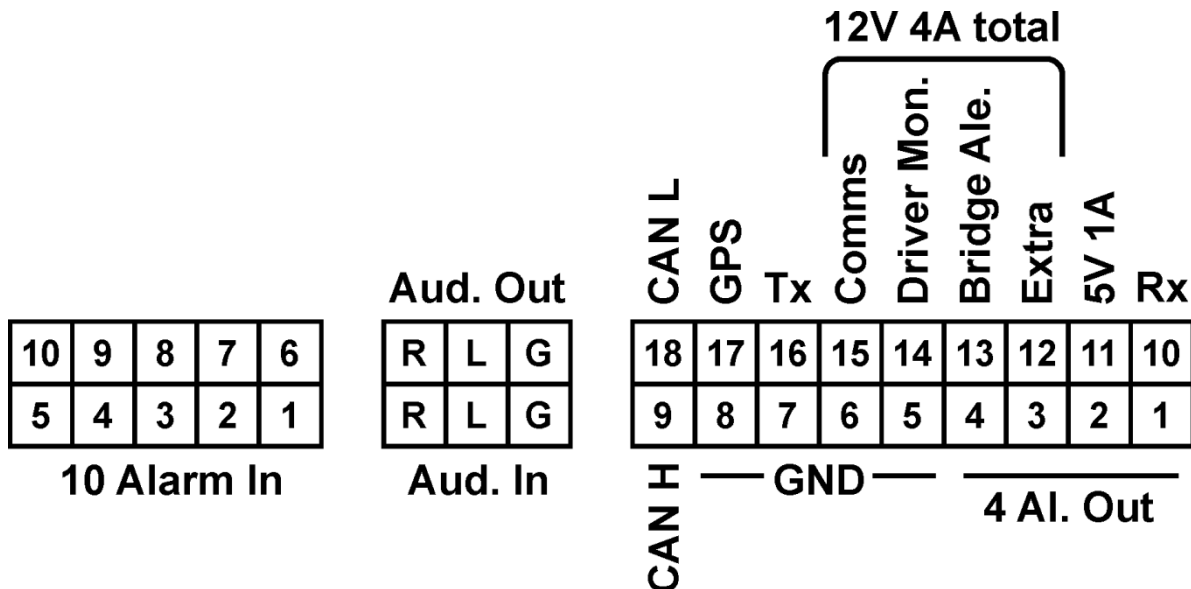 12V 4A total
CAN L
GPS
Tx
Comms
Driver Mon.
Bridge Ale.
Extra
5V 1A
Rx
Aud. Out
10 9 8 7 6
5 4 3 2 1
10 Alarm In
R L G
R L G
Aud. In
18 17 16 15 14 13 12 11 10
9 8 7 6 5 4 3 2 1
CAN H
GND
4 Al. Out